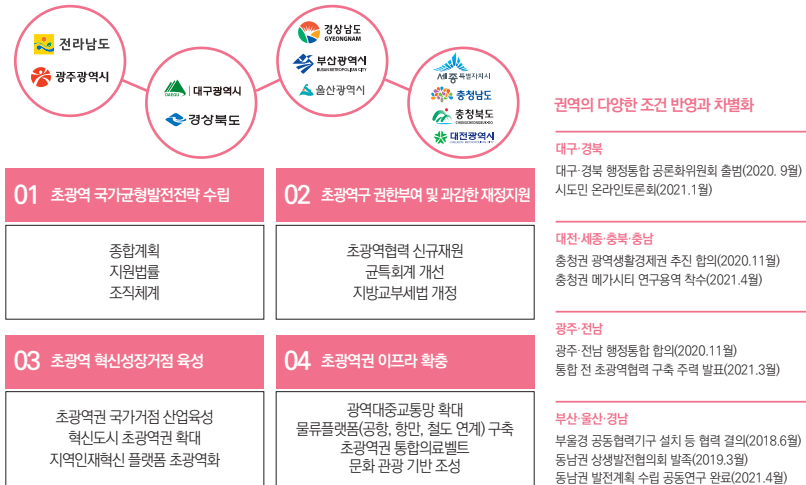 전라남도
광주광역시
DAEGU
대구광역시
경상북도
경상남도
GYEONGNAM
부산광역시
BUSAN METROPOLITAN CITY
울산광역시
세종특별자치시
충청남도
충청북도
CHUNGCHEONGBUK-DO
대전광역시
권역의 다양한 조건 반영과 차별화
대구·경북
대구·경북 행정통합 공론화위원회 출범(2020. 9월)
시도민 온라인토론회(2021.1월)
대전·세종·충북·충남
충청권 광역생활경제권 추진 합의(2020.11월)
충청권 메가시티 연구용역 착수(2021.4월)
광주·전남
광주·전남 행정통합 합의(2020.11월)
통합 전 초광역협력 구축 주력 발표(2021.3월)
부산·울산·경남
부울경 공동협력기구 설치 등 협력 결의(2018.6월)
동남권 상생발전협의회 발족(2019.3월)
동남권 발전계획 수립 공동연구 완료(2021.4월)
01 초광역 국가균형발전전략 수립
종합계획
지원법률
조직체계
02 초광역구 권한부여 및 과감한 재정지원
초광역협력 신규재원
균특회계 개선
지방교부세법 개정
03 초광역 혁신성장거점 육성
초광역권 국가거점 산업육성
혁신도시 초광역권 확대
지역인재혁신 플랫폼 초광역화
04 초광역권 이프라 확충
광역대중교통망 확대
물류플랫폼(공항, 항만, 철도 연계) 구축
초광역권 통합의료벨트
문화 관광 기반 조성